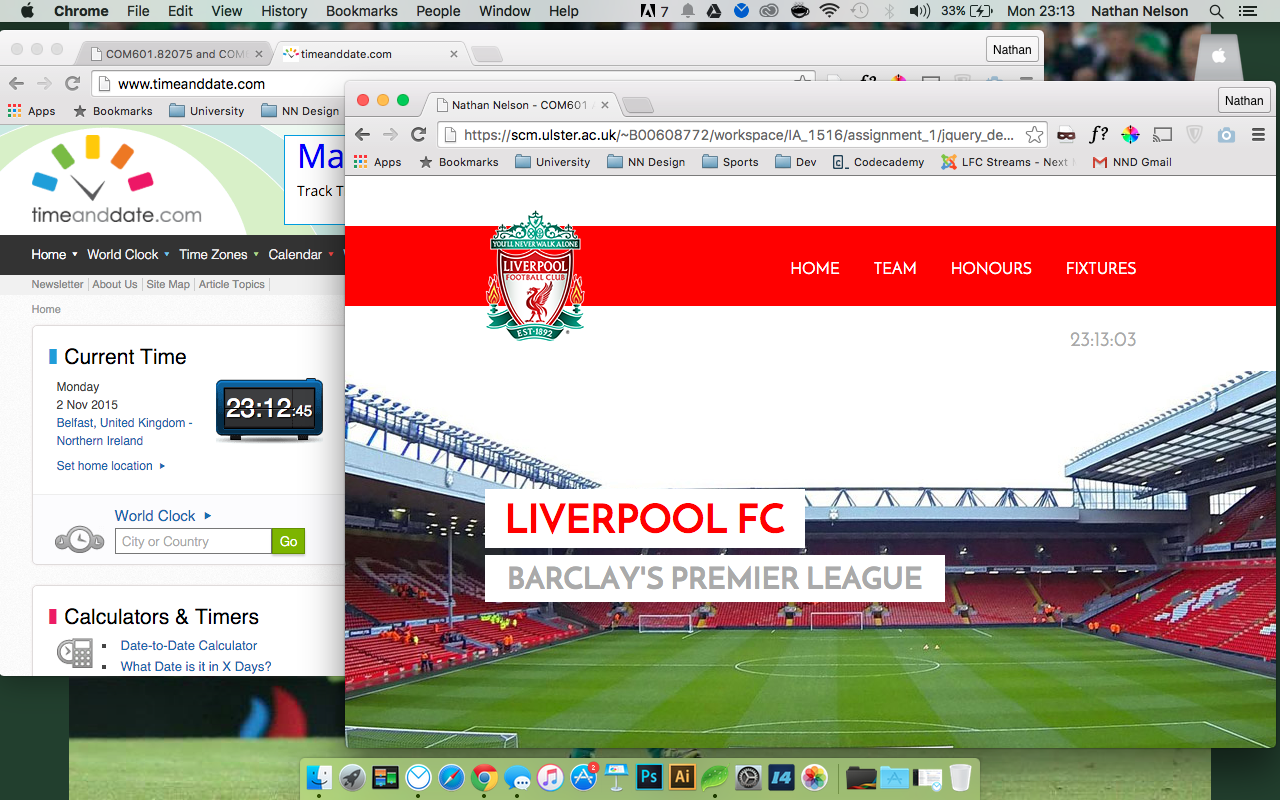 Chrome File Edit View History Bookmarks People Window Help 7 33% Mon 23:13 Nathan Nelson
COM601.82075 and COM6
timeanddate.com
Nathan
www.timeanddate.com
Apps Bookmarks University NN Design
Ma
Track T
timeanddate.com
Home World Clock Time Zones Calendar
Newsletter About Us Site Map Article Topics
Home
Current Time
Monday
2 Nov 2015
Belfast, United Kingdom -
Northern Ireland
23:12:45
Set home location
World Clock
City or Country Go
Calculators & Timers
Date-to-Date Calculator
What Date is it in X Days?
Nathan Nelson - COM601
Nathan
https://scm.ulster.ac.uk/~B00608772/workspace/IA_1516/assignment_1/jquery_de...
f?
Apps Bookmarks University NN Design Sports Dev Codecademy LFC Streams - Next NND Gmail
YOU'LL NEVER WALK ALONE
LIVERPOOL
FOOTBALL CLUB
EST·1892
HOME TEAM HONOURS FIXTURES
23:13:03
LIVERPOOL FC
BARCLAY'S PREMIER LEAGUE
2
Ps
Ai
14